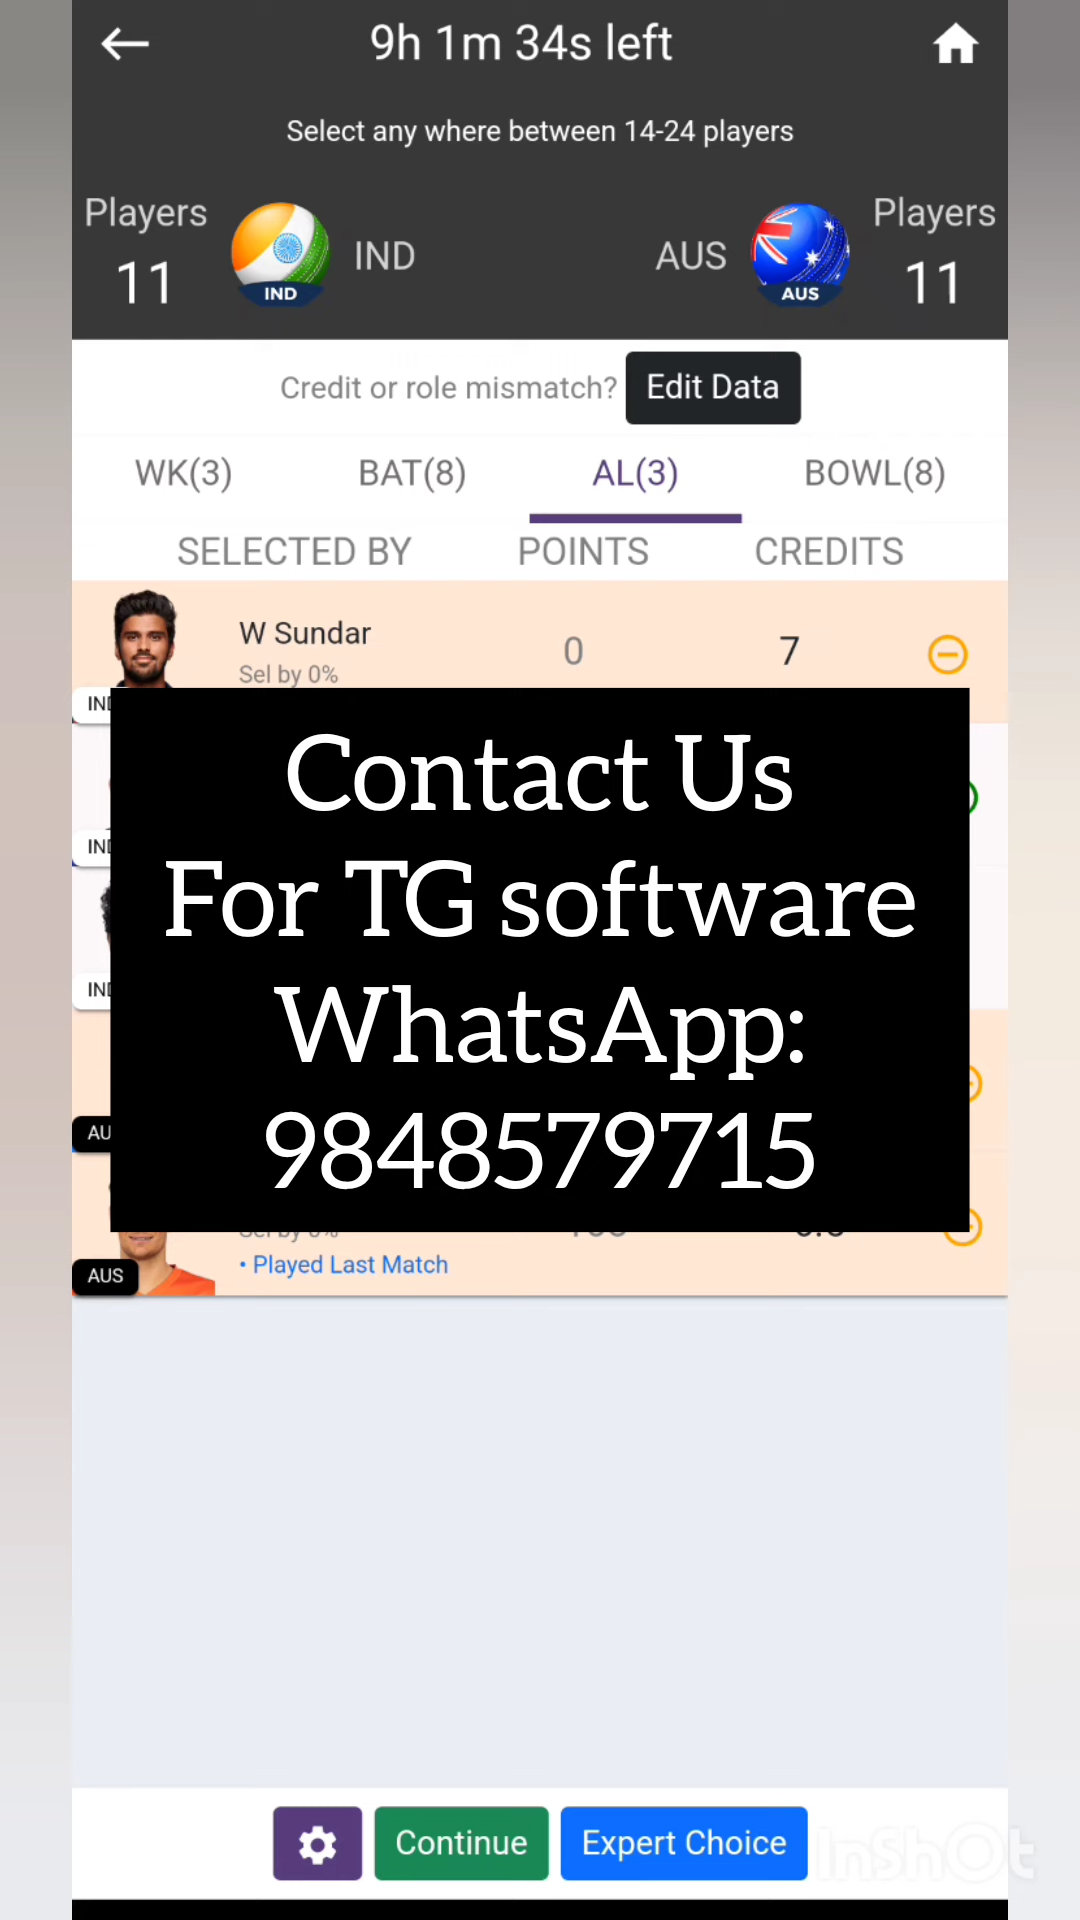 9h 1m 34s left
Select any where between 14-24 players
Players
11
IND
IND
AUS
AUS
Players
11
Credit or role mismatch? Edit Data
WK(3) BAT(8) AL(3) BOWL(8)
SELECTED BY POINTS CREDITS
W Sundar
Sel by 0%
0 7
Contact Us
For TG software
WhatsApp:
9848579715
• Played Last Match
AUS
Continue
Expert Choice
InShOt